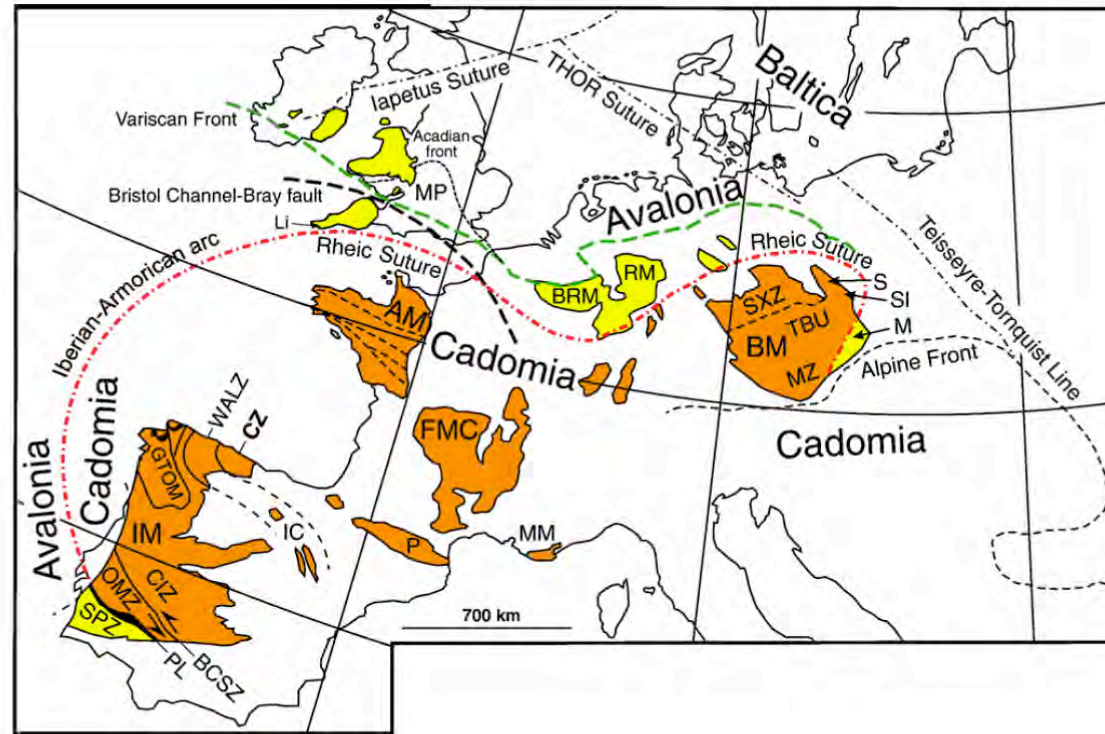 Baltica
Iapetus Suture
THOR Suture
Variscan Front
Acadian
front
MP
Bristol Channel-Bray fault
Avalonia
Li
Rheic Suture
Rheic Suture
Teisseyre-Tornquist Line
Iberian-Armorican arc
RM
BRM
S
SXZ
SI
AM
TBU
M
BM
Cadomia
MZ
Alpine Front
Cadomia
WALZ
CZ
FMC
Cadomia
Avalonia
GTOM
IM
IC
MM
P
CIZ
OMZ
SPZ
700 km
PL
BCSZ